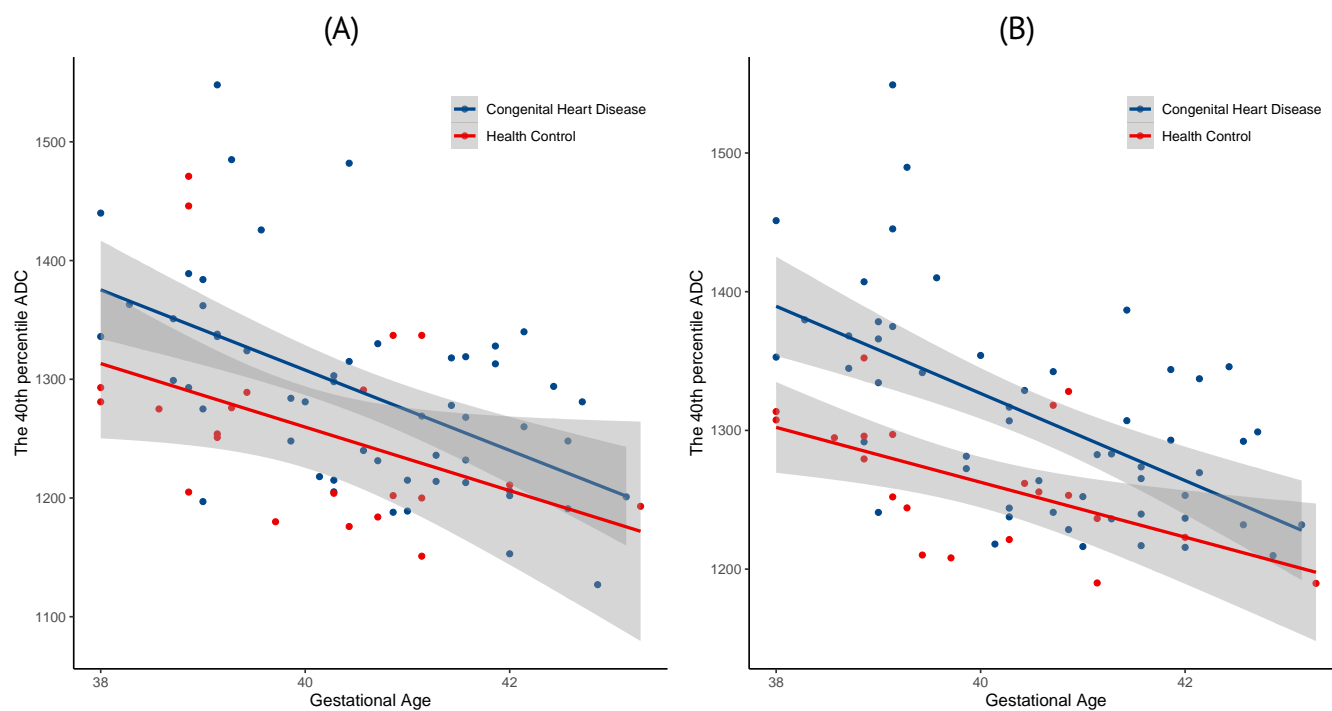 (A)
The 40th percentile ADC
1500
1400
1300
1200
1100
38
40
42
Gestational Age
Congenital Heart Disease
Health Control
(B)
The 40th percentile ADC
1500
1400
1300
1200
38
40
42
Gestational Age
Congenital Heart Disease
Health Control